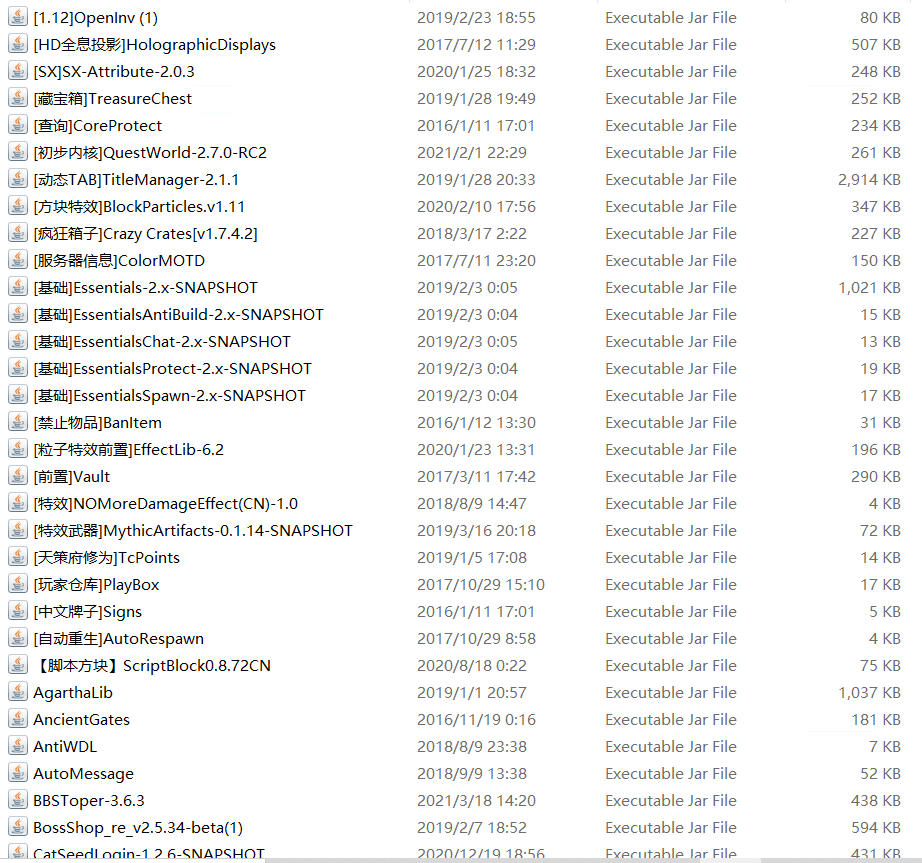 [1.12]OpenInv (1) 2019/2/23 18:55 Executable Jar File 80 KB
[HD全息投影]HolographicDisplays 2017/7/12 11:29 Executable Jar File 507 KB
[SX]SX-Attribute-2.0.3 2020/1/25 18:32 Executable Jar File 248 KB
[藏宝箱]TreasureChest 2019/1/28 19:49 Executable Jar File 252 KB
[查询]CoreProtect 2016/1/11 17:01 Executable Jar File 234 KB
[初步内核]QuestWorld-2.7.0-RC2 2021/2/1 22:29 Executable Jar File 261 KB
[动态TAB]TitleManager-2.1.1 2019/1/28 20:33 Executable Jar File 2,914 KB
[方块特效]BlockParticles.v1.11 2020/2/10 17:56 Executable Jar File 347 KB
[疯狂箱子]Crazy Crates[v1.7.4.2] 2018/3/17 2:22 Executable Jar File 227 KB
[服务器信息]ColorMOTD 2017/7/11 23:20 Executable Jar File 150 KB
[基础]Essentials-2.x-SNAPSHOT 2019/2/3 0:05 Executable Jar File 1,021 KB
[基础]EssentialsAntiBuild-2.x-SNAPSHOT 2019/2/3 0:04 Executable Jar File 15 KB
[基础]EssentialsChat-2.x-SNAPSHOT 2019/2/3 0:05 Executable Jar File 13 KB
[基础]EssentialsProtect-2.x-SNAPSHOT 2019/2/3 0:04 Executable Jar File 19 KB
[基础]EssentialsSpawn-2.x-SNAPSHOT 2019/2/3 0:04 Executable Jar File 17 KB
[禁止物品]BanItem 2016/1/12 13:30 Executable Jar File 31 KB
[粒子特效前置]EffectLib-6.2 2020/1/23 13:31 Executable Jar File 196 KB
[前置]Vault 2017/3/11 17:42 Executable Jar File 290 KB
[特效]NOMoreDamageEffect(CN)-1.0 2018/8/9 14:47 Executable Jar File 4 KB
[特效武器]MythicArtifacts-0.1.14-SNAPSHOT 2019/3/16 20:18 Executable Jar File 72 KB
[天策府修为]TcPoints 2019/1/5 17:08 Executable Jar File 14 KB
[玩家仓库]PlayBox 2017/10/29 15:10 Executable Jar File 17 KB
[中文牌子]Signs 2016/1/11 17:01 Executable Jar File 5 KB
[自动重生]AutoRespawn 2017/10/29 8:58 Executable Jar File 4 KB
【脚本方块】ScriptBlock0.8.72CN 2020/8/18 0:22 Executable Jar File 75 KB
AgarthaLib 2019/1/1 20:57 Executable Jar File 1,037 KB
AncientGates 2016/11/19 0:16 Executable Jar File 181 KB
AntiWDL 2018/8/9 23:38 Executable Jar File 7 KB
AutoMessage 2018/9/9 13:38 Executable Jar File 52 KB
BBSToper-3.6.3 2021/3/18 14:20 Executable Jar File 438 KB
BossShop_re_v2.5.34-beta(1) 2019/2/7 18:52 Executable Jar File 594 KB
CatSeedLogin-1.2.6-SNAPSHOT 2020/12/19 18:56 Executable Jar File 431 KB